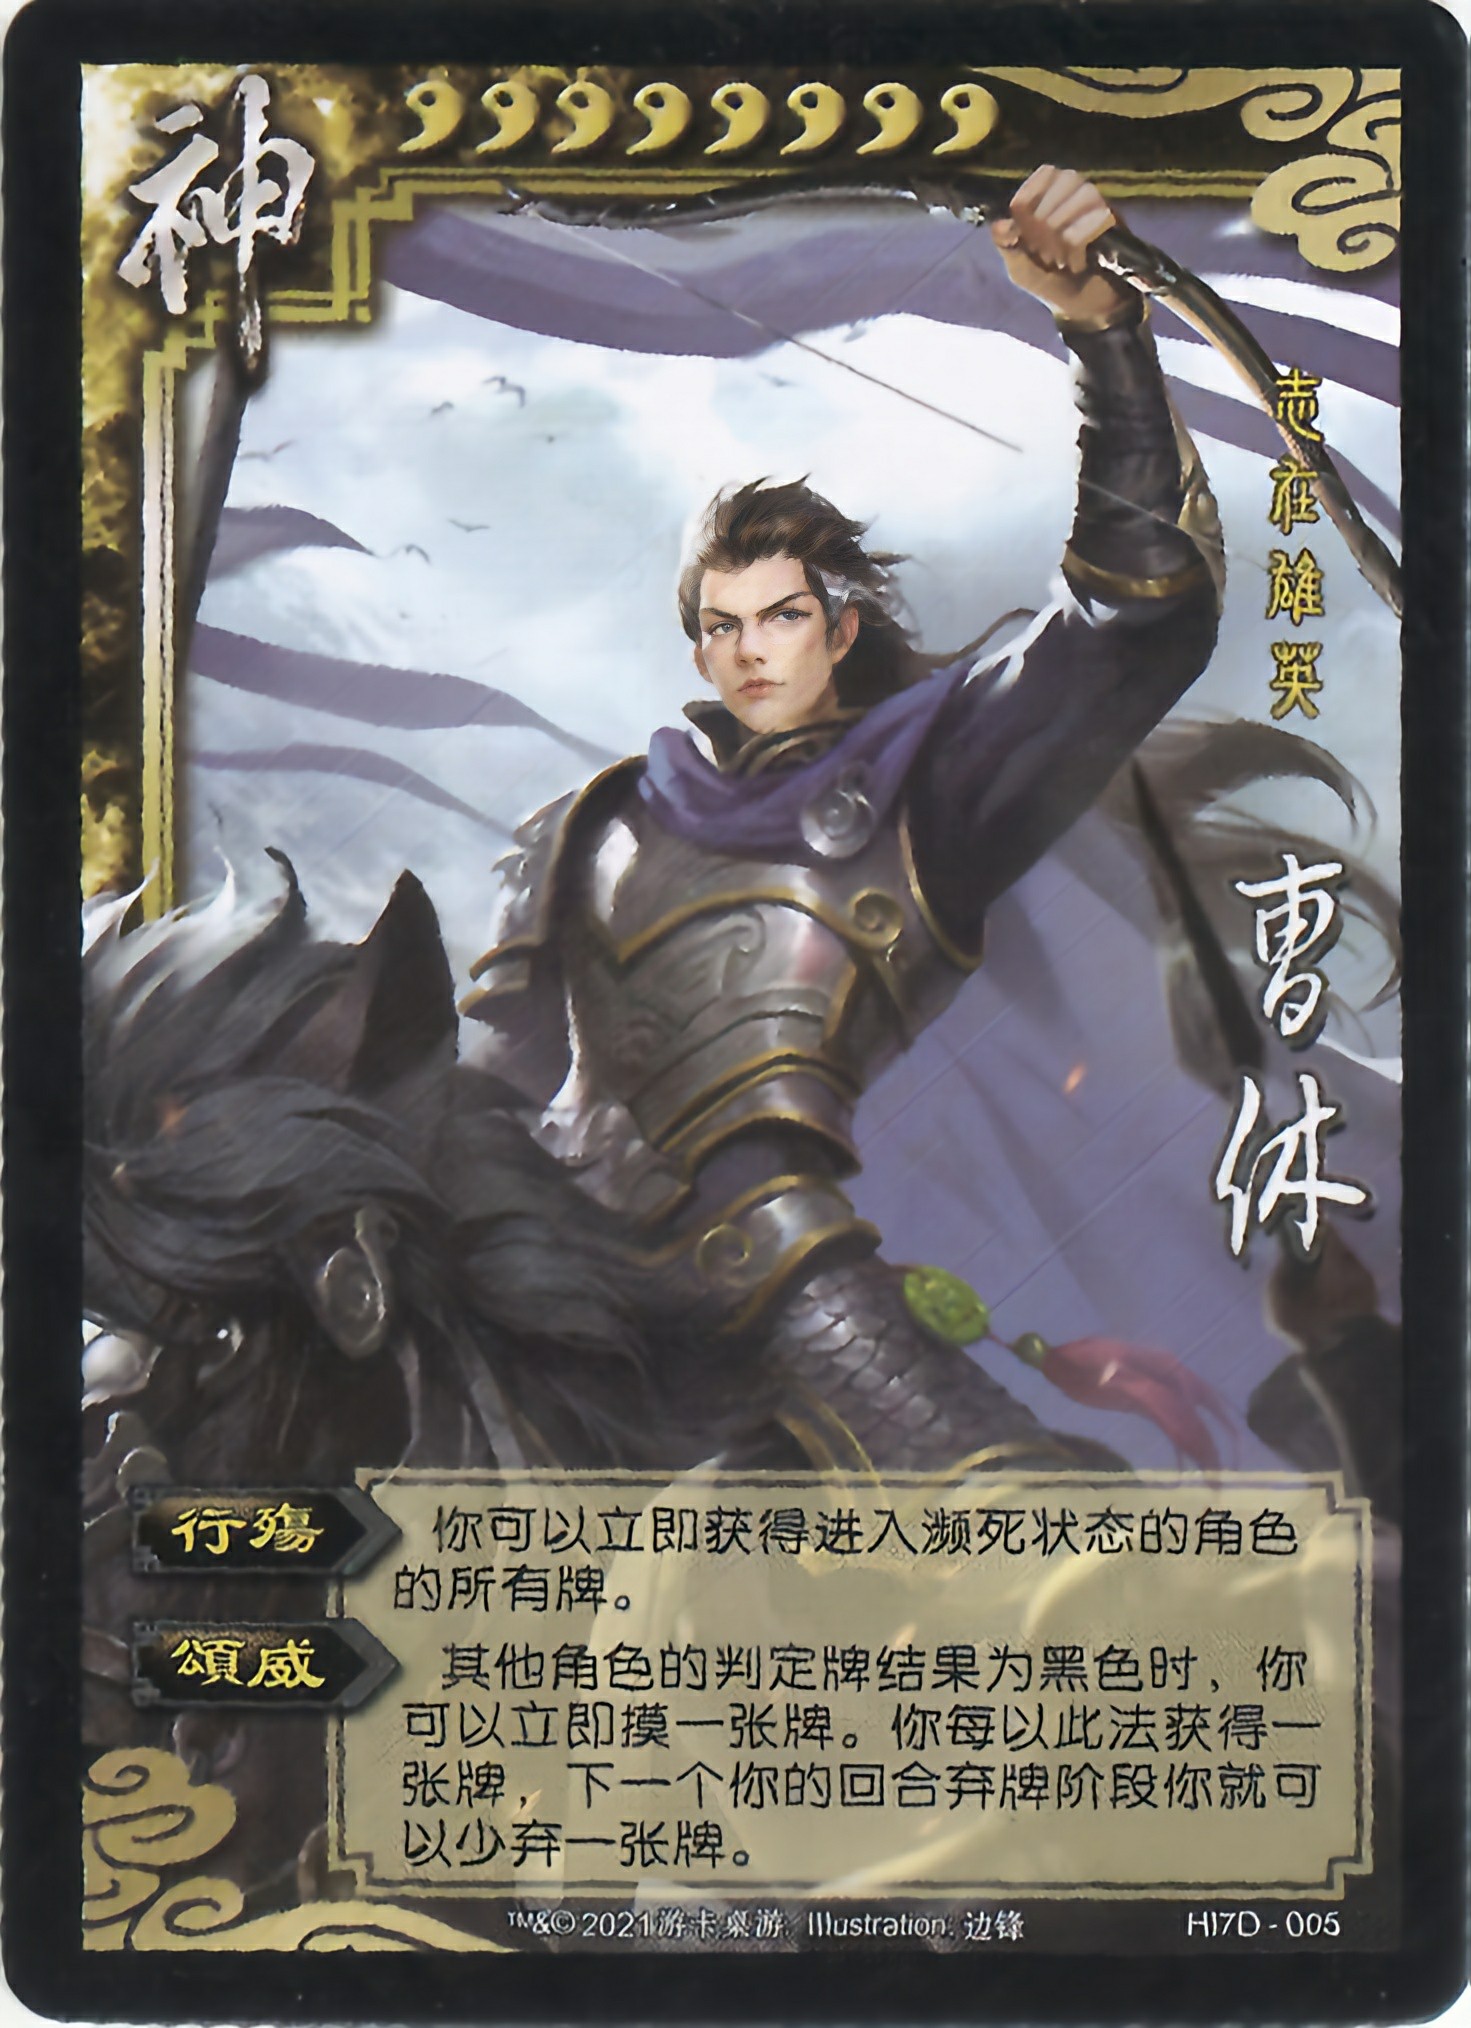 神
志在雄英
曹休
行殤
你可以立即获得进入濒死状态的角色
的所有牌。
頌威
其他角色的判定牌结果为黑色时，你
可以立即摸一张牌。你每以此法获得一
张牌，下一个你的回合弃牌阶段你就可
以少弃一张牌。
™&©2021游卡桌游. Illustration: 边锋
HI7D - 005